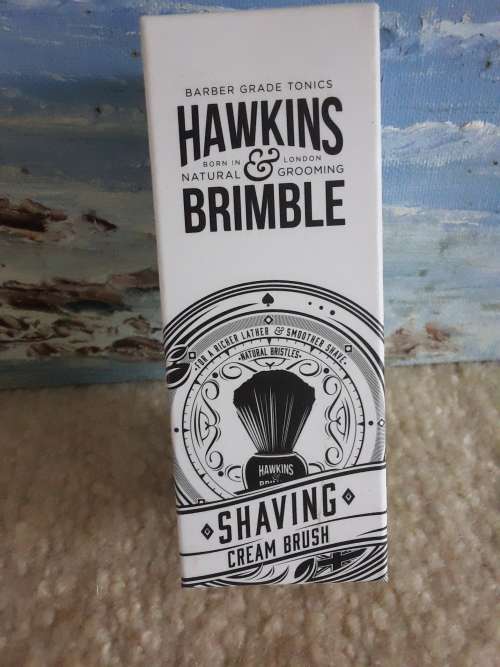 BARBER GRADE TONICS
HAWKINS
BORN IN & LONDON
NATURAL GROOMING
BRIMBLE
FOR A RICHER LATHER & SMOOTHER SHAVE
NATURAL BRISTLES
HAWKINS
SHAVING
CREAM BRUSH